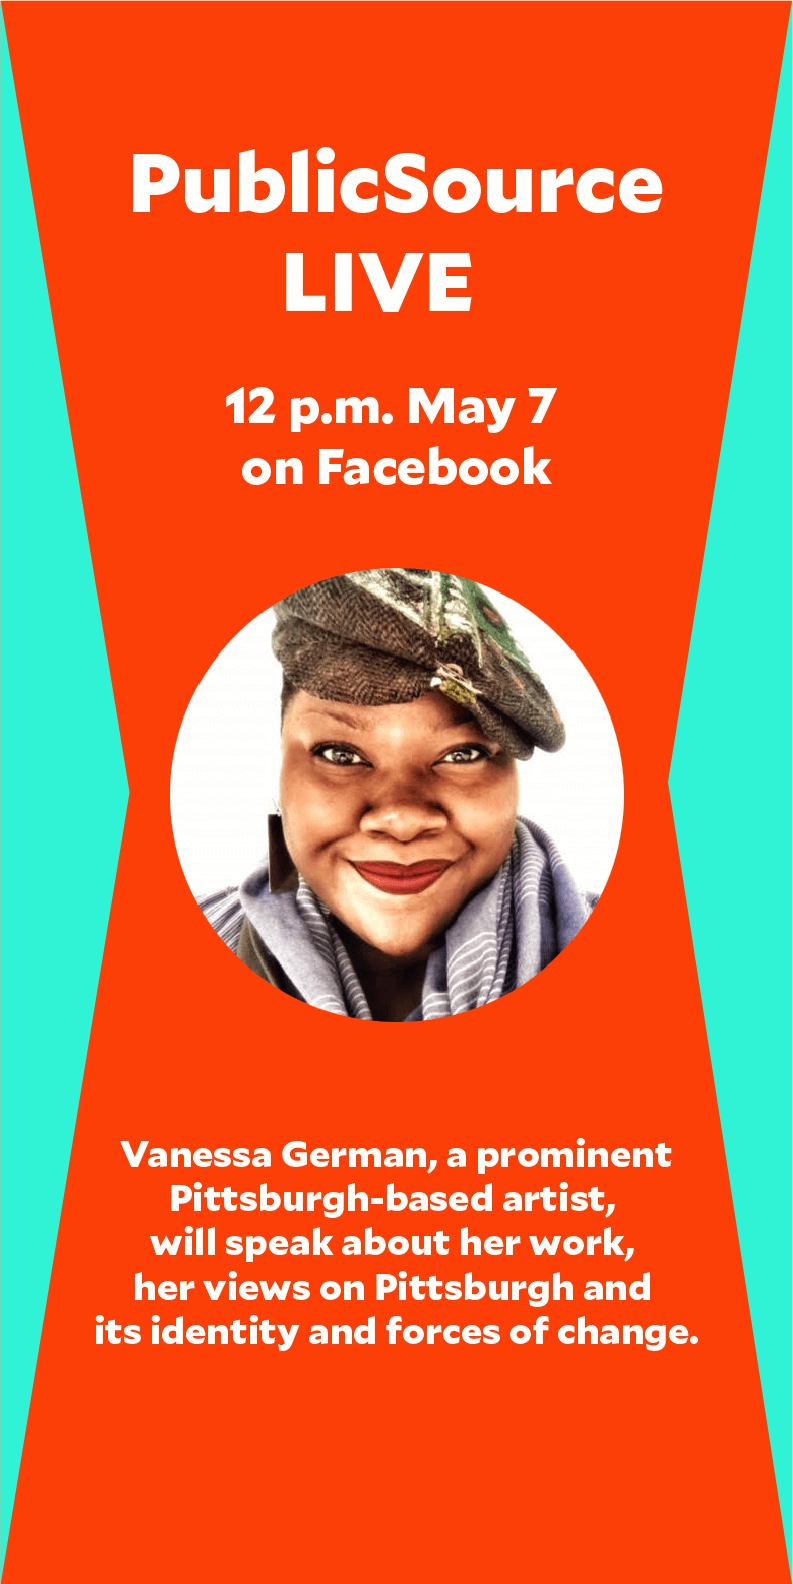 PublicSource
LIVE
12 p.m. May 7
on Facebook
Vanessa German, a prominent
Pittsburgh-based artist,
will speak about her work,
her views on Pittsburgh and
its identity and forces of change.